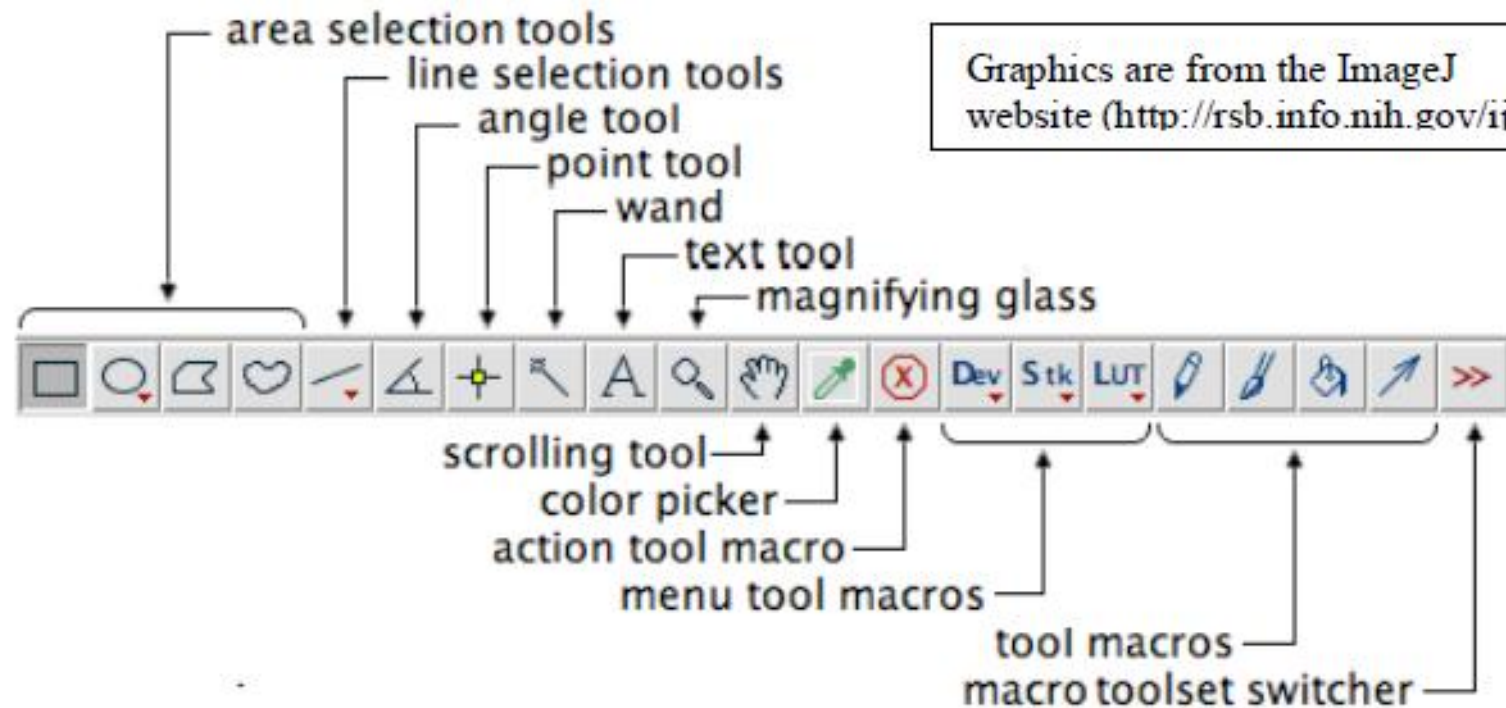 area selection tools
line selection tools
angle tool
point tool
wand
text tool
magnifying glass
Graphics are from the ImageJ
website (http://rsb.info.nih.gov/ij
A
X
Dev
Stk
LUT
>>
scrolling tool
color picker
action tool macro
menu tool macros
tool macros
macro toolset switcher